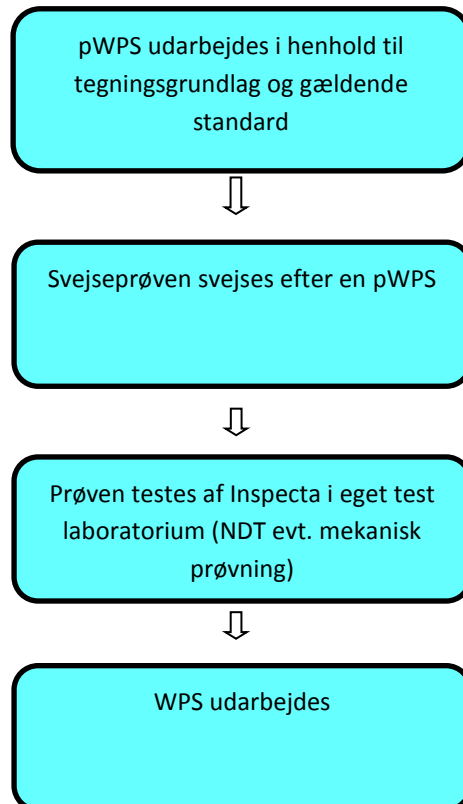 pWPS udarbejdes i henhold til
tegningsgrundlag og gældende
standard
Svejseprøven svejses efter en pWPS
Prøven testes af Inspecta i eget test
laboratorium (NDT evt. mekanisk
prøvning)
WPS udarbejdes